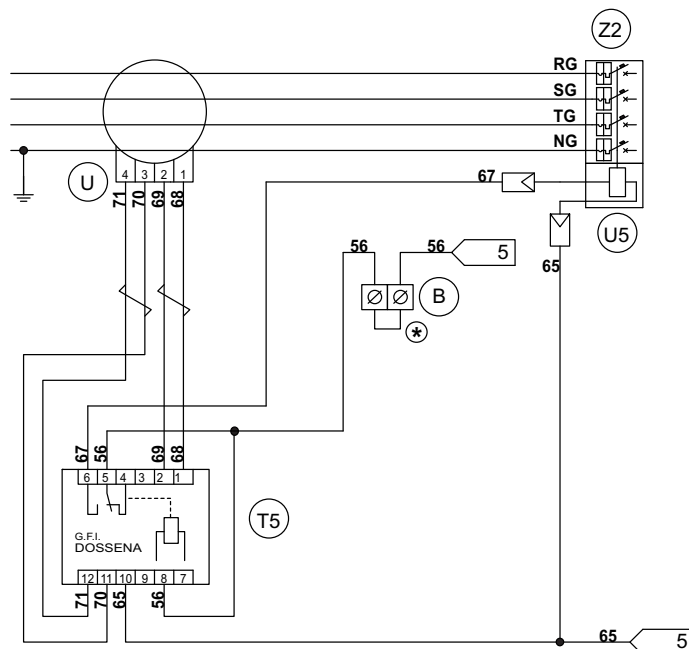 Z2
RG
SG
TG
NG
4 3 2 1
U
71 70 69 68
67
U5
65
56 56 5
B
*
67 56 69 68
6 5 4 3 2 1
T5
G.F.I.
DOSSENA
12 11 10 9 8 7
71 70 65 56
65 5